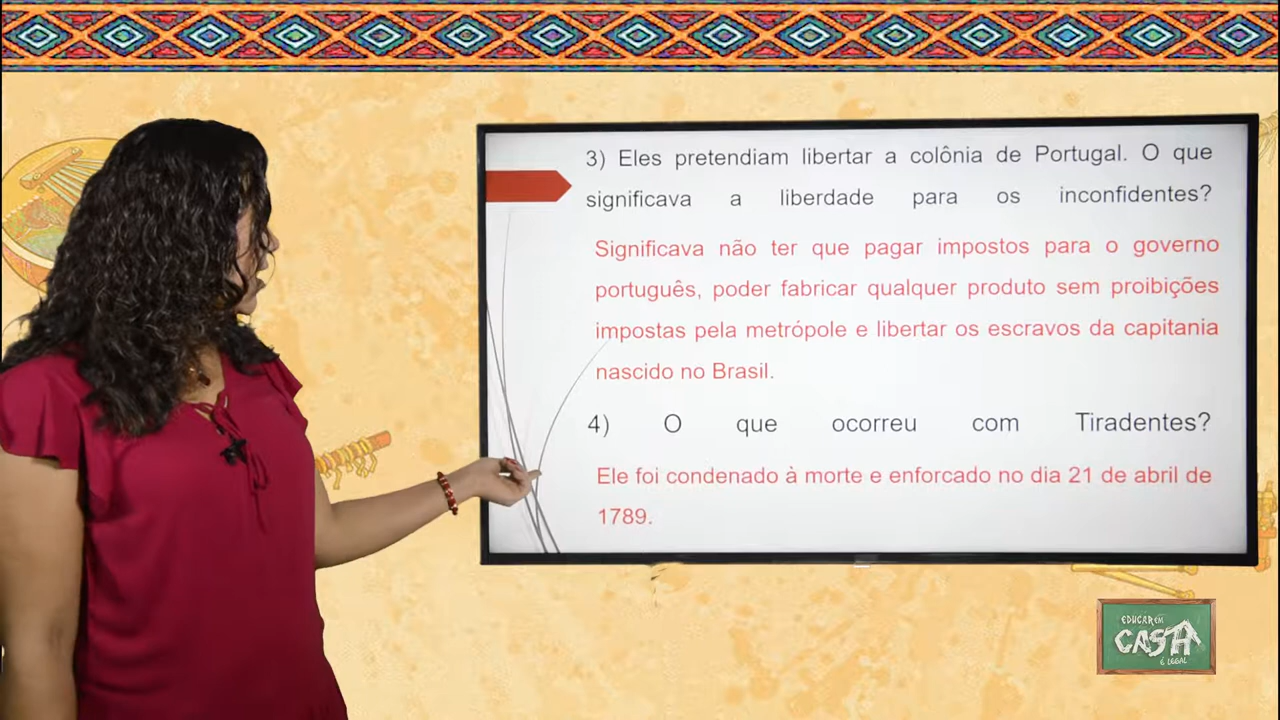 3) Eles pretendiam libertar a colônia de Portugal. O que
significava a liberdade para os inconfidentes?
Significava não ter que pagar impostos para o governo
português, poder fabricar qualquer produto sem proibições
impostas pela metrópole e libertar os escravos da capitania
nascido no Brasil.
4) O que ocorreu com Tiradentes?
Ele foi condenado à morte e enforcado no dia 21 de abril de
1789.
EDUCAR EM
CASA
É LEGAL